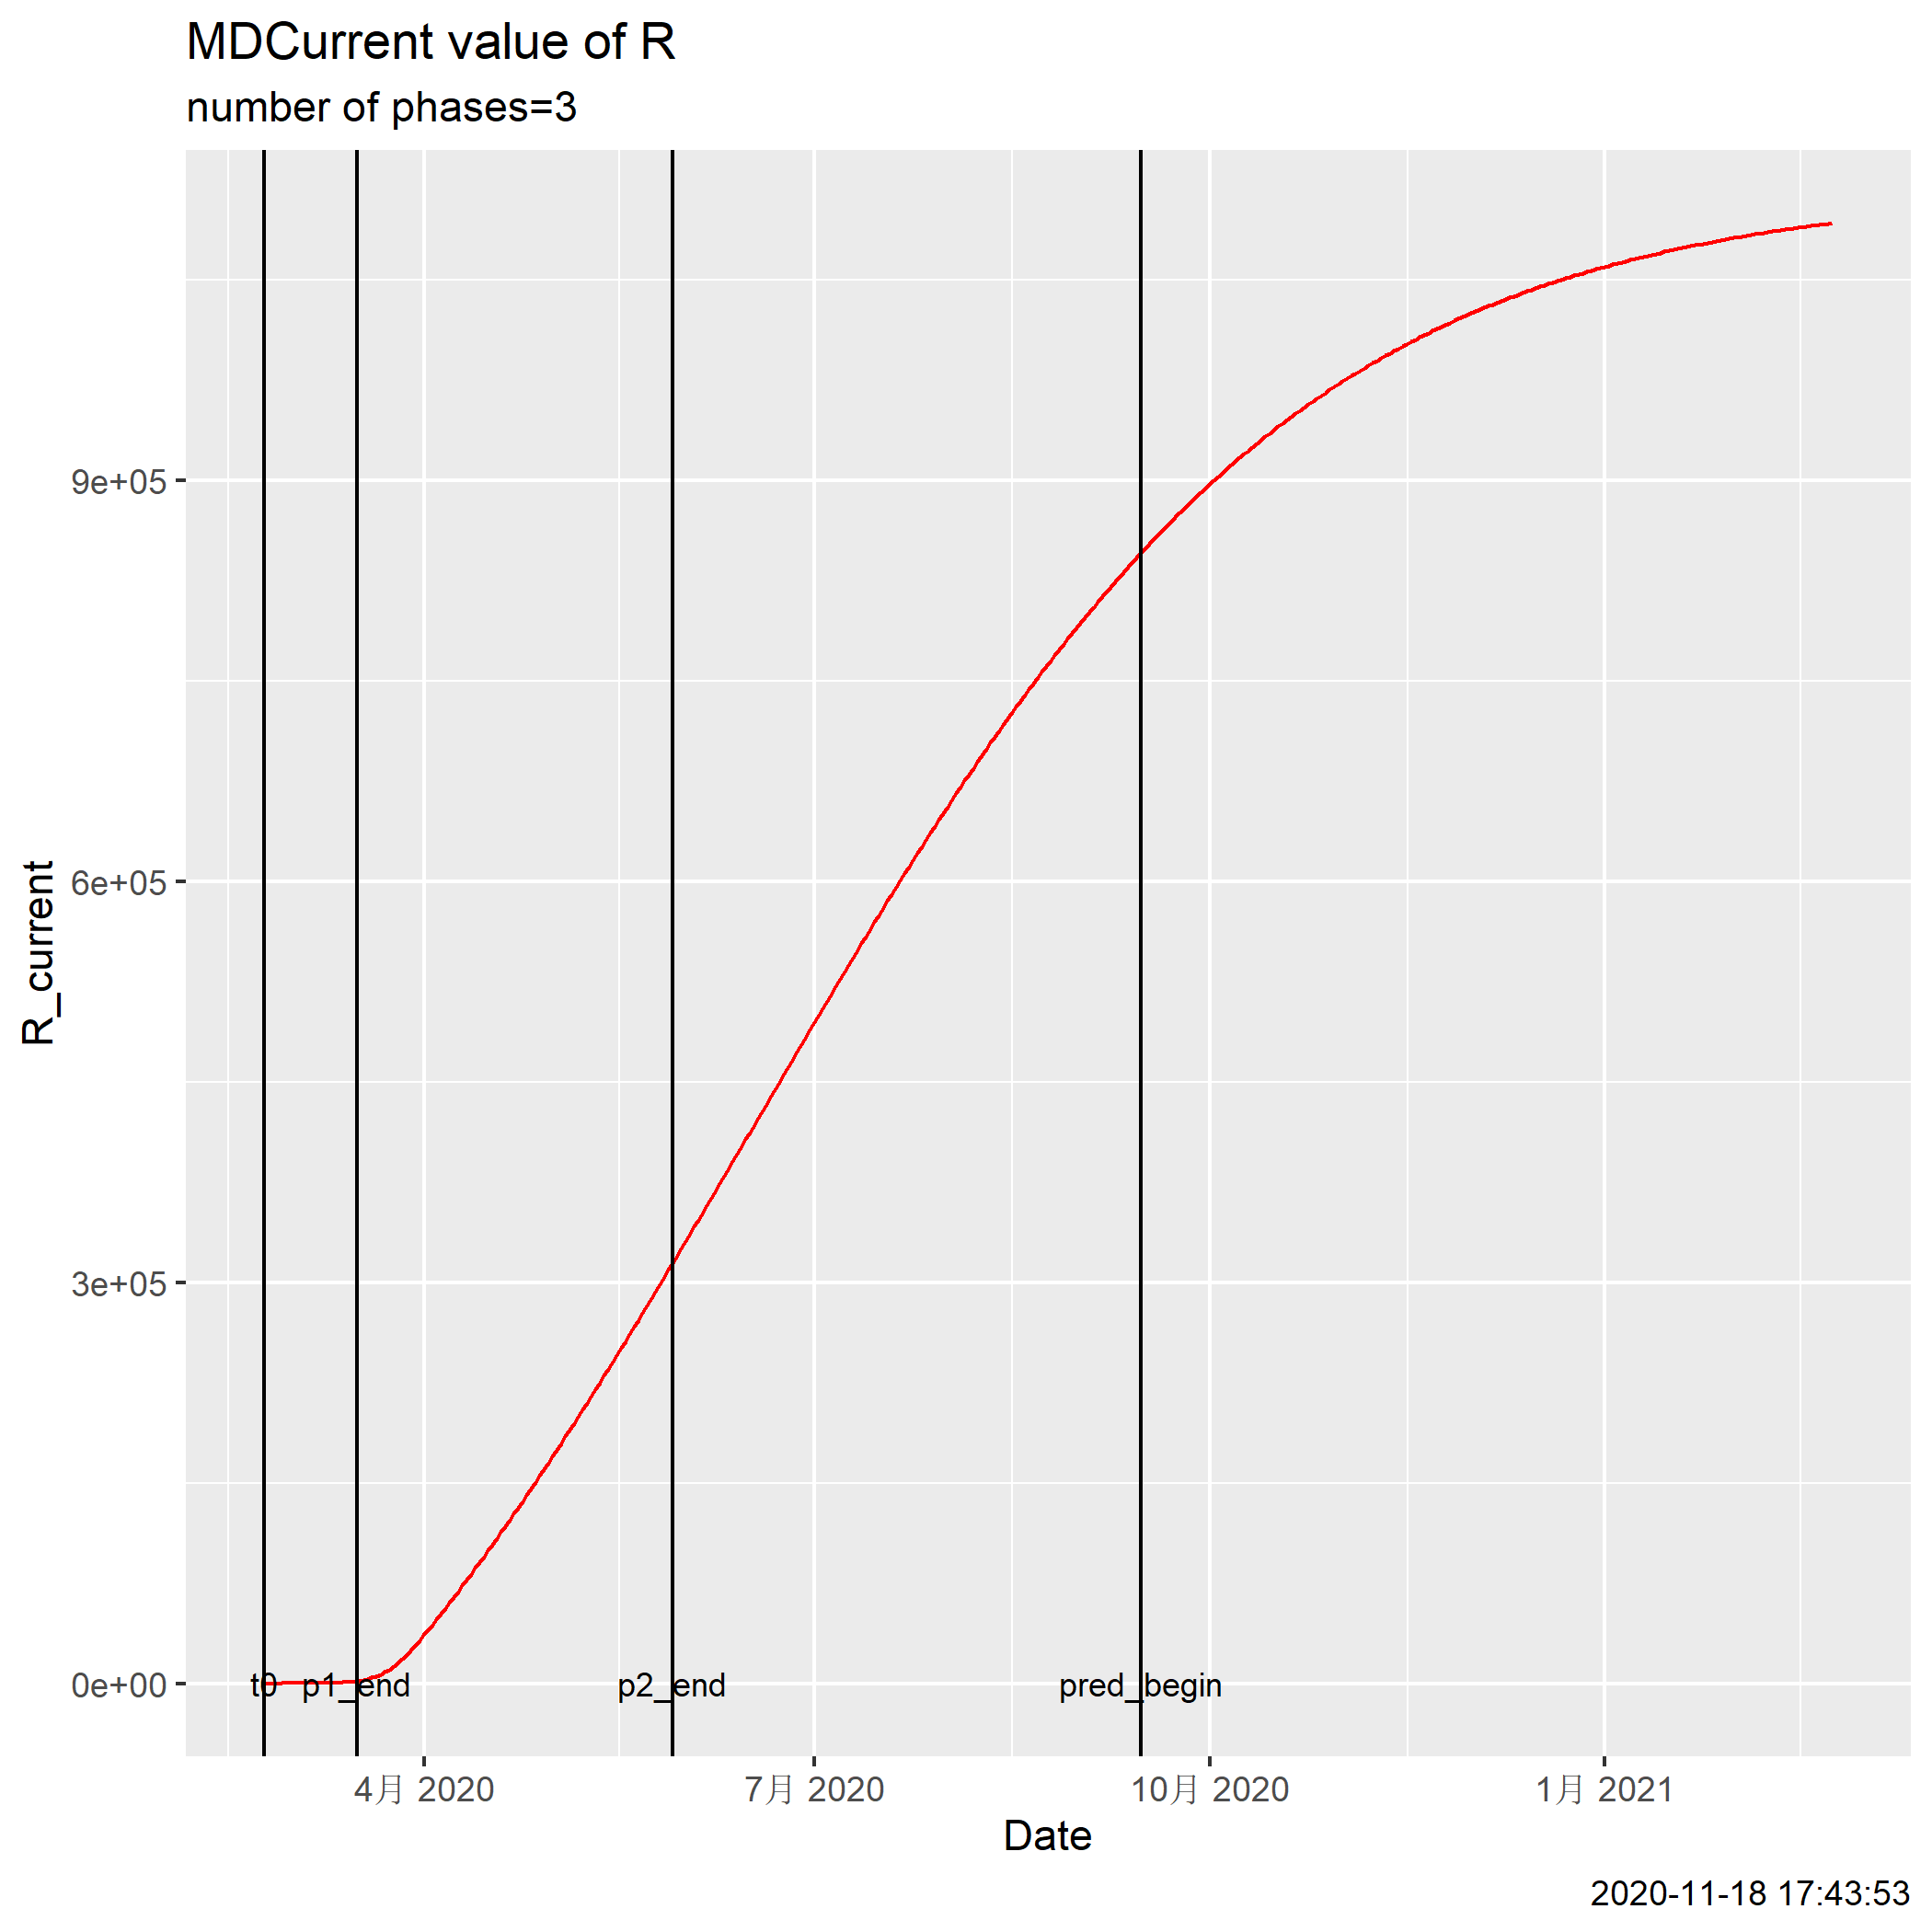 MDCurrent value of R
number of phases=3
R_current
9e+05
6e+05
3e+05
0e+00
t0 p1_end p2_end pred_begin
4月 2020 7月 2020 10月 2020 1月 2021
Date
2020-11-18 17:43:53